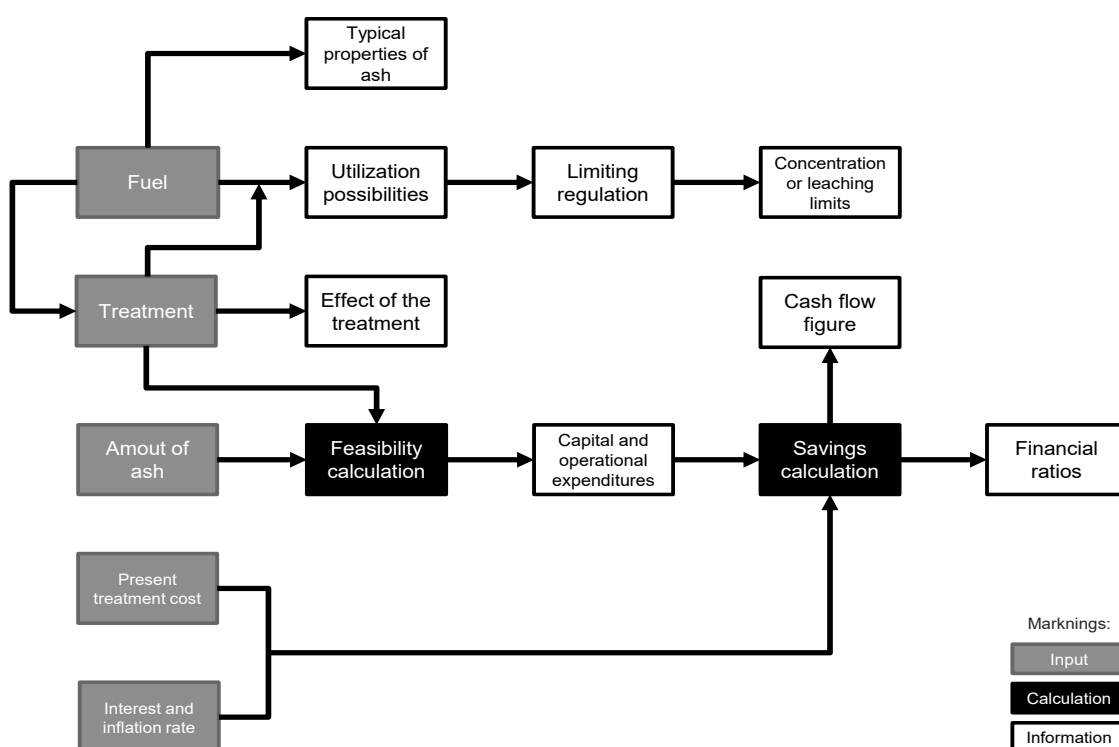 Typical
properties of
ash
Fuel
Utilization
possibilities
Limiting
regulation
Concentration
or leaching
limits
Treatment
Effect of the
treatment
Cash flow
figure
Amout of
ash
Feasibility
calculation
Capital and
operational
expenditures
Savings
calculation
Financial
ratios
Present
treatment cost
Interest and
inflation rate
Marknings:
Input
Calculation
Information